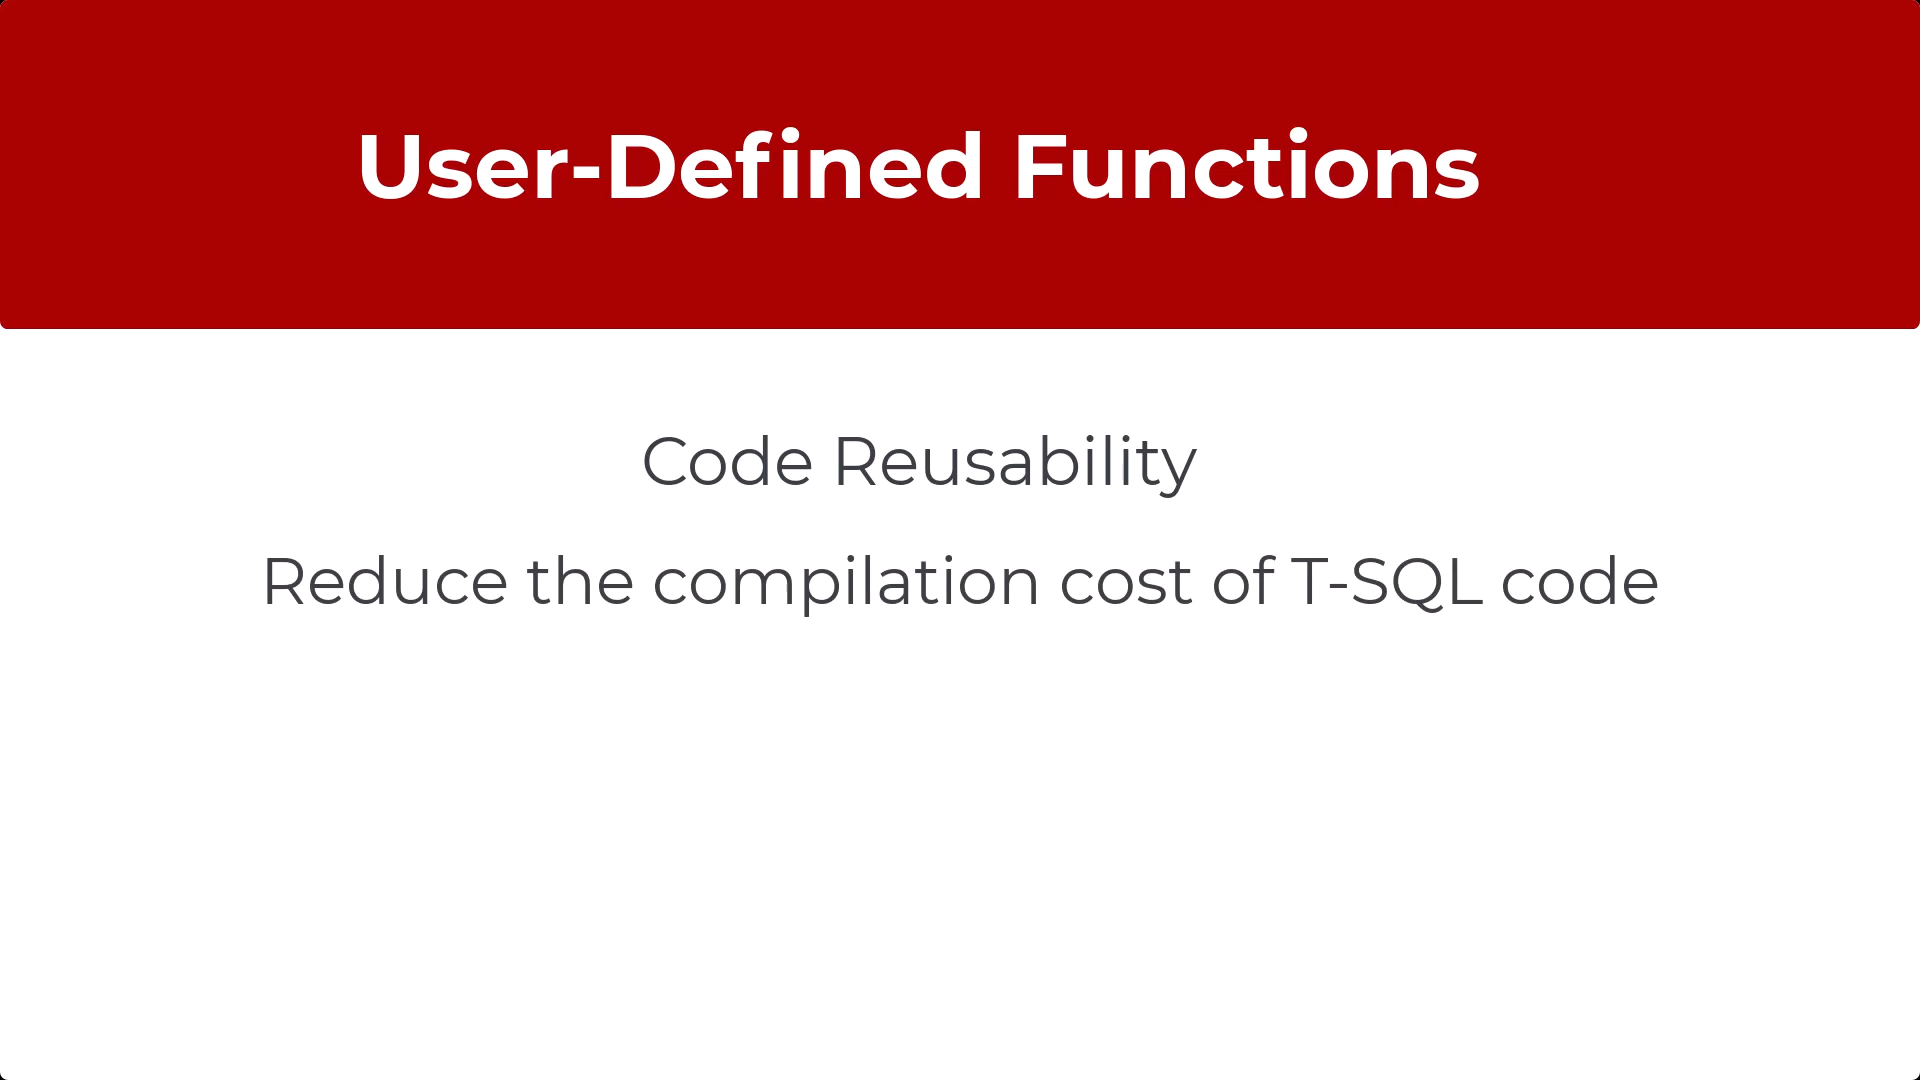 User-Defined Functions
Code Reusability
Reduce the compilation cost of T-SQL code